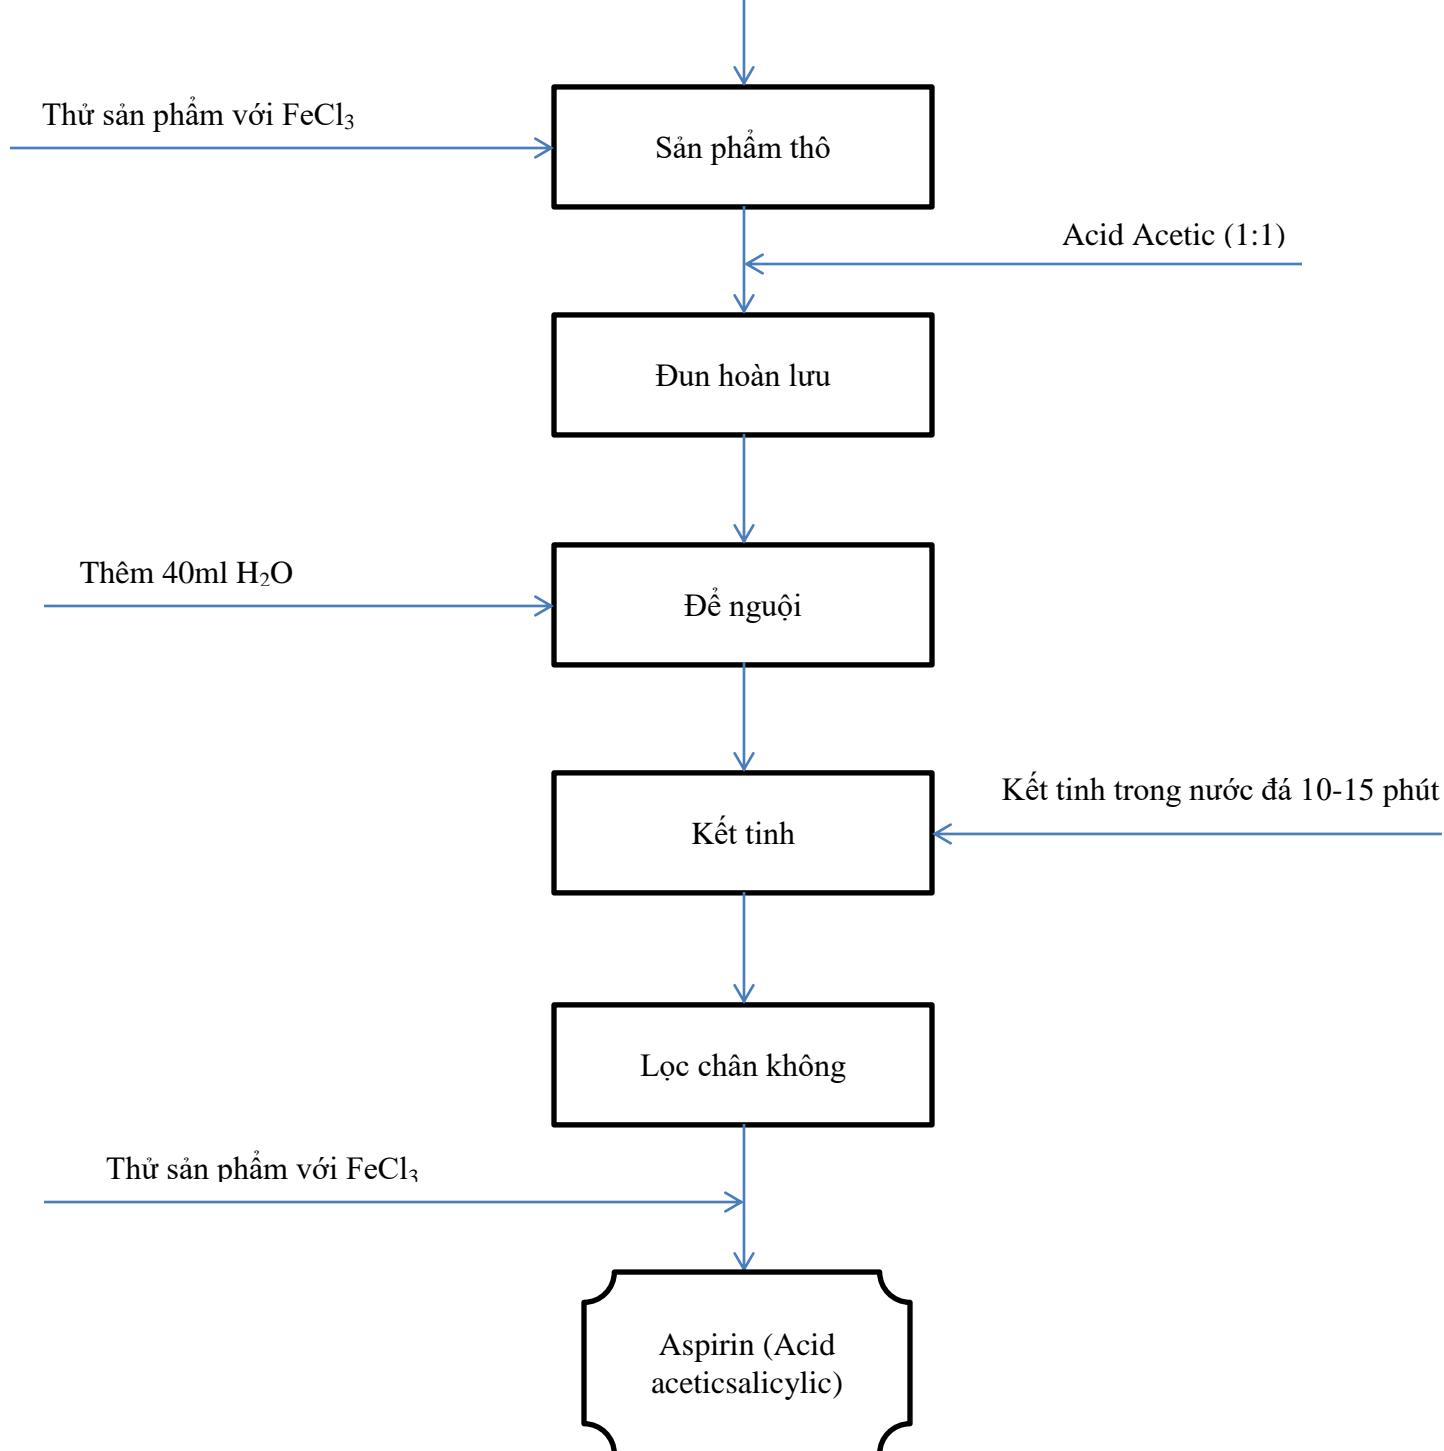 Thử sản phẩm với FeCl₃
Sản phẩm thô
Acid Acetic (1:1)
Đun hoàn lưu
Thêm 40ml H₂O
Để nguội
Kết tinh trong nước đá 10-15 phút
Kết tinh
Lọc chân không
Thử sản phẩm với FeCl₃
Aspirin (Acid
aceticsalicylic)